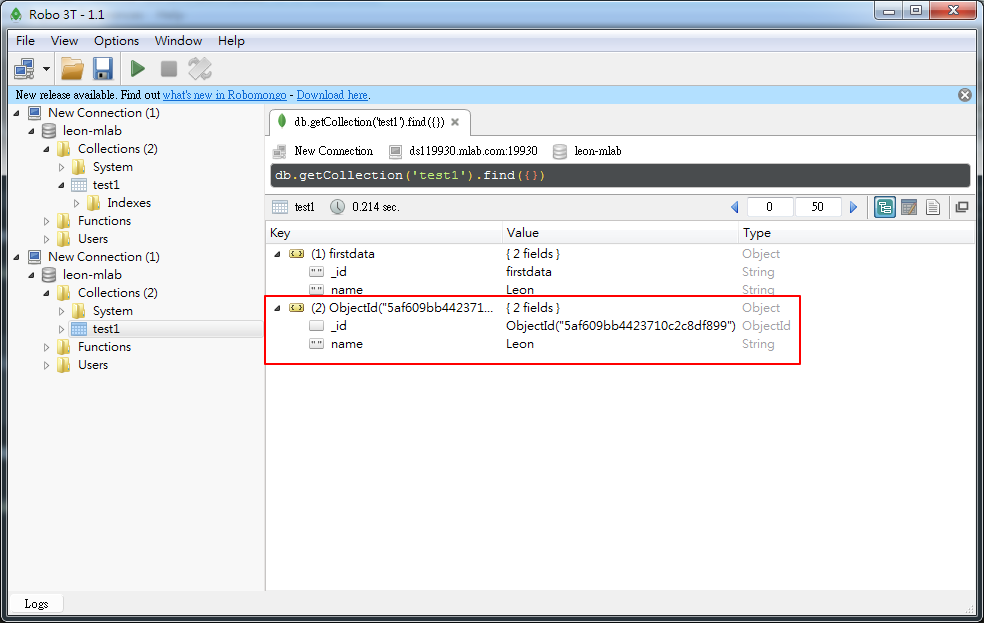 Robo 3T - 1.1
File View Options Window Help
New release available. Find out what's new in Robomongo - Download here.
New Connection (1)
leon-mlab
Collections (2)
System
test1
Indexes
Functions
Users
New Connection (1)
leon-mlab
Collections (2)
System
test1
Functions
Users
db.getCollection('test1').find({})
New Connection ds119930.mlab.com:19930 leon-mlab
db.getCollection('test1').find({})
test1 0.214 sec. 0 50
Key Value Type
(1) firstdata { 2 fields } Object
_id firstdata String
name Leon String
(2) ObjectId("5af609bb442371... { 2 fields } Object
_id ObjectId("5af609bb4423710c2c8df899") ObjectId
name Leon String
Logs